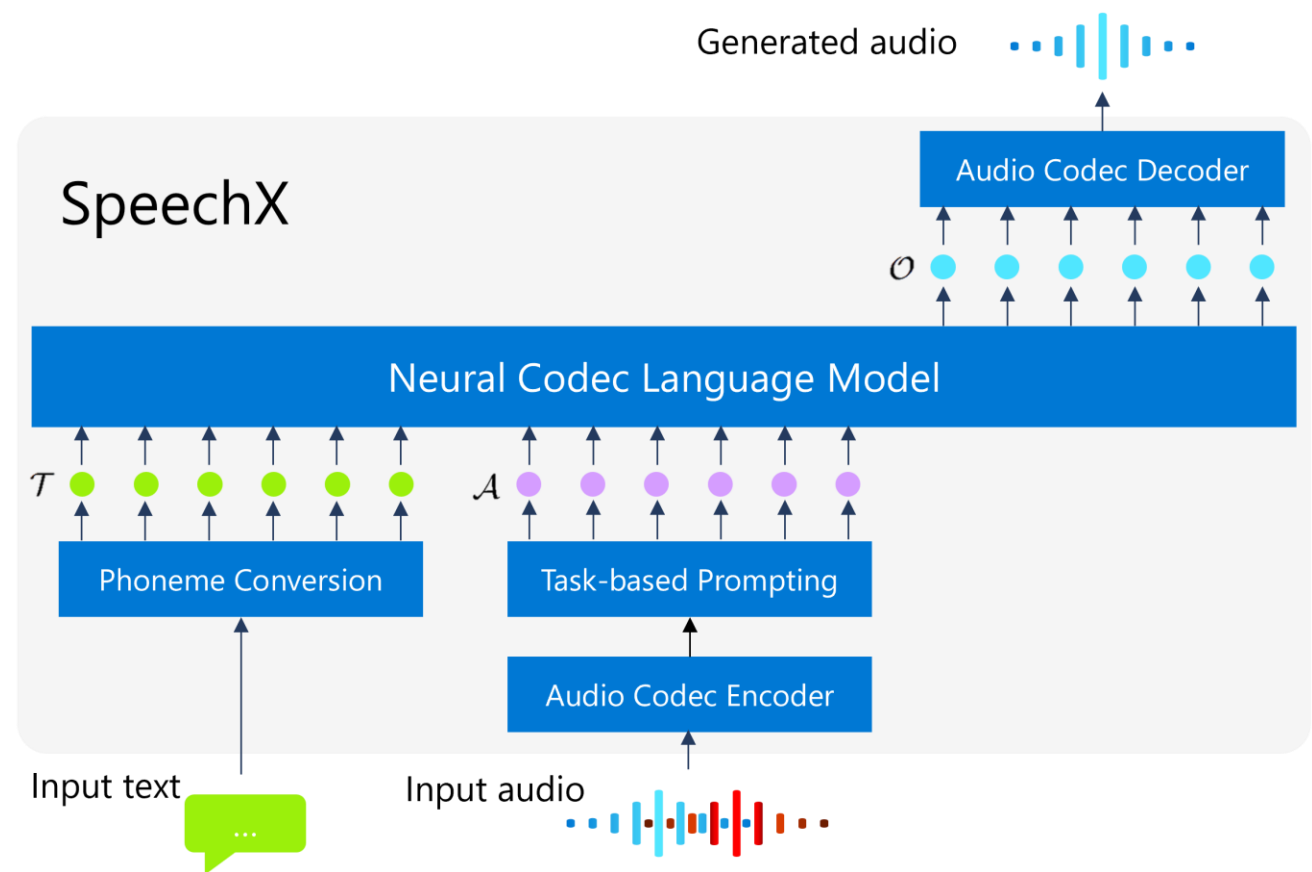 Generated audio
Audio Codec Decoder
SpeechX
𝒪
Neural Codec Language Model
𝒯
𝒜
Phoneme Conversion
Task-based Prompting
Audio Codec Encoder
Input text
Input audio
...